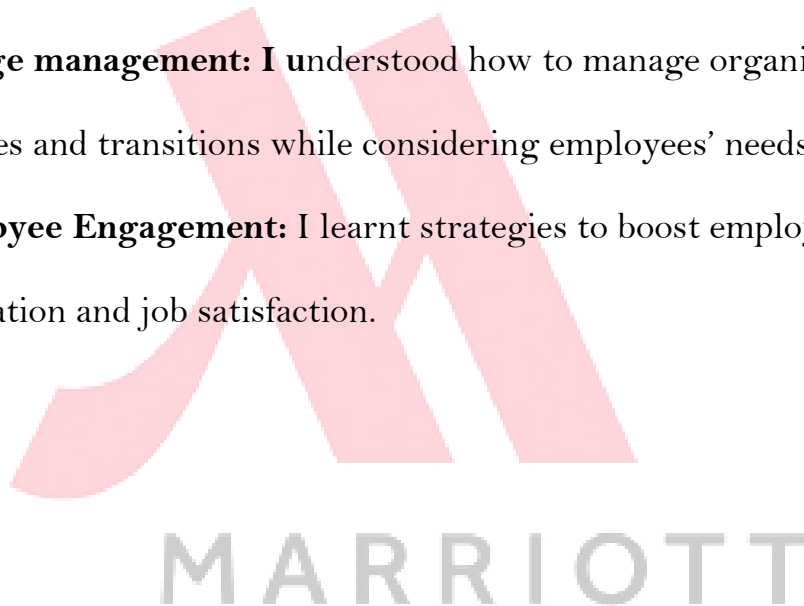 ge management: I understood how to manage organi
es and transitions while considering employees’ needs
oyee Engagement: I learnt strategies to boost employ
ation and job satisfaction.
MARRIOTT